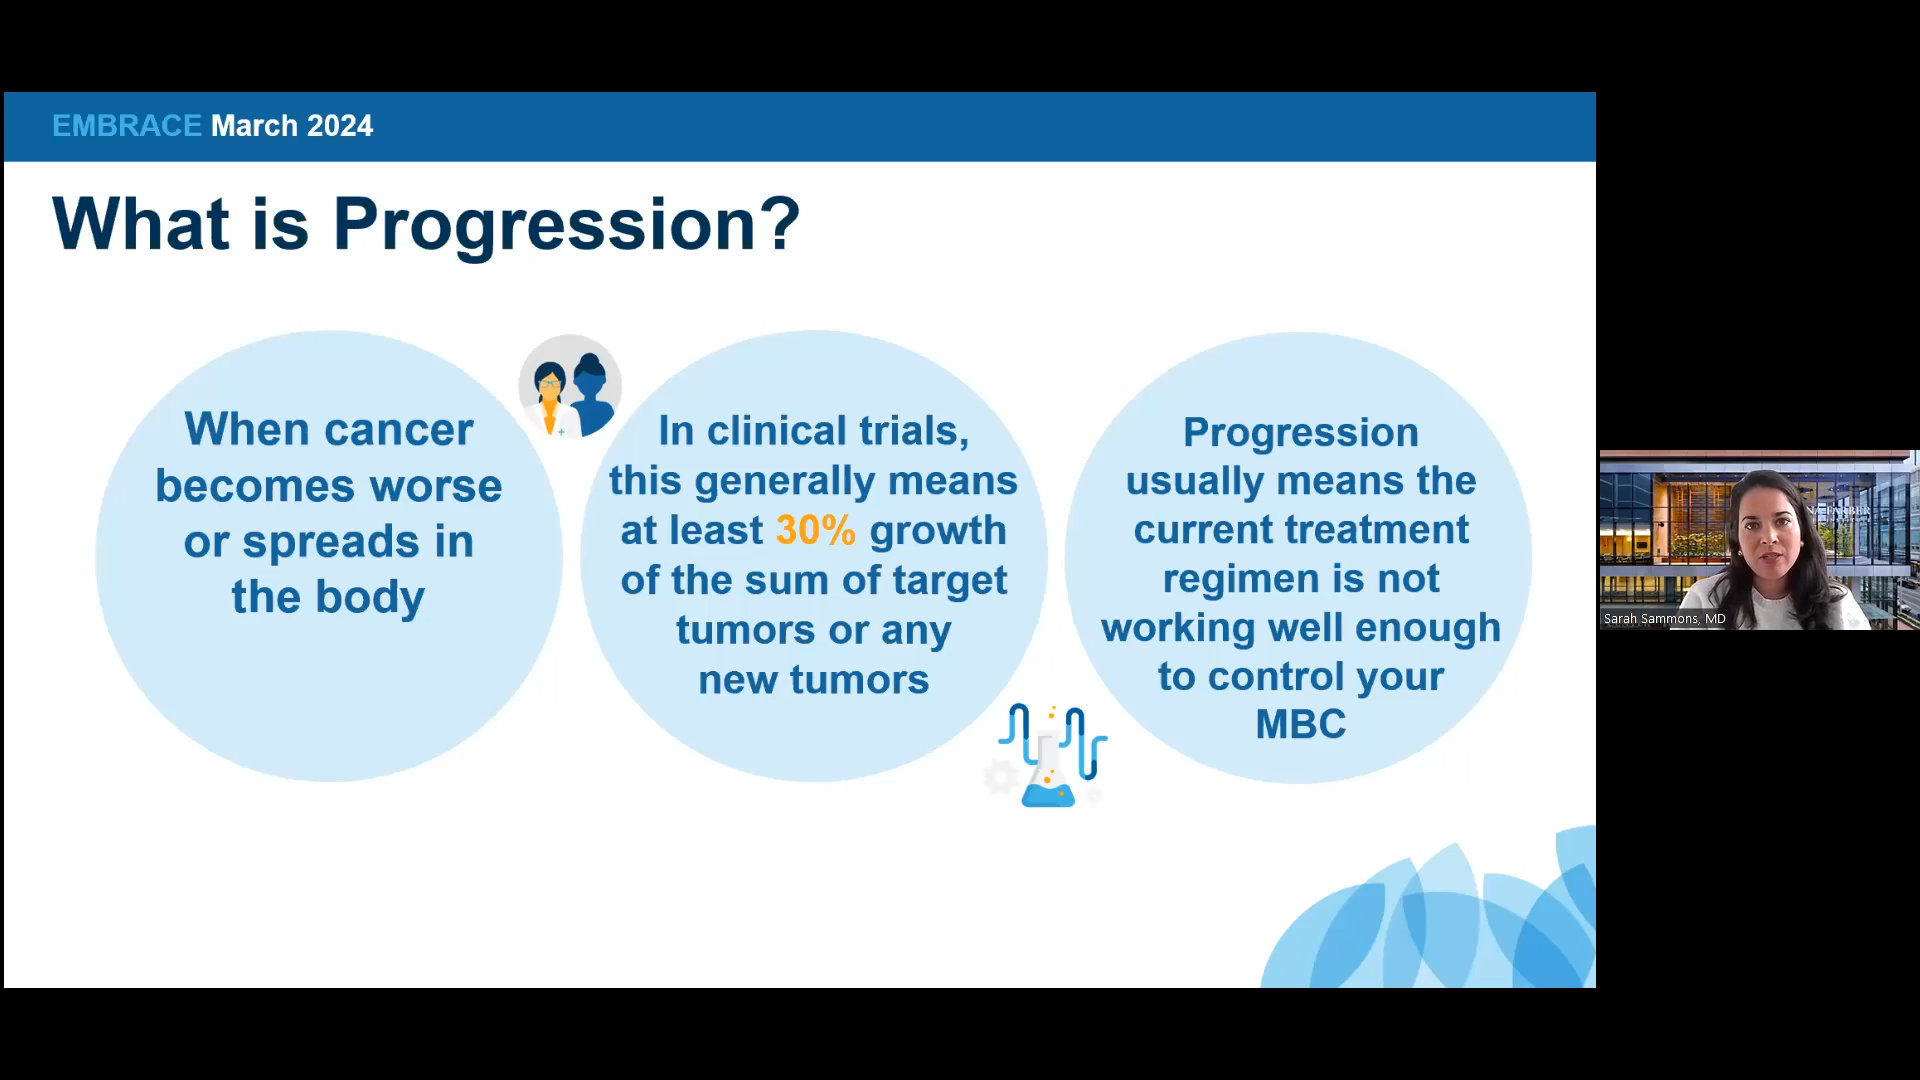 EMBRACE March 2024
What is Progression?
When cancer
becomes worse
or spreads in
the body
In clinical trials,
this generally means
at least 30% growth
of the sum of target
tumors or any
new tumors
Progression
usually means the
current treatment
regimen is not
working well enough
to control your
MBC
NA-FARBER
Sarah Sammons, MD